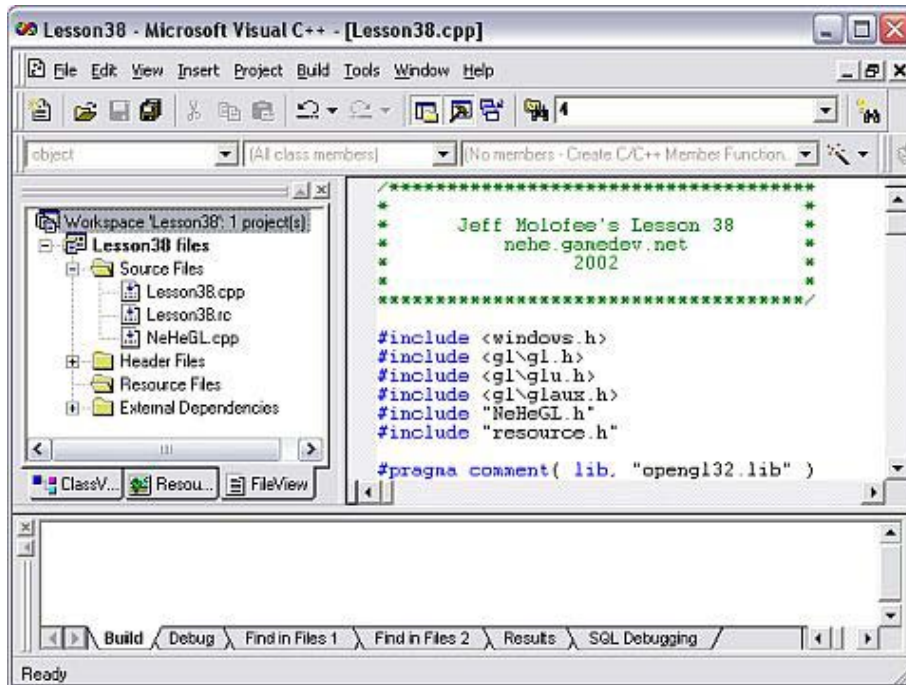 Lesson38 - Microsoft Visual C++ - [Lesson38.cpp]
File Edit View Insert Project Build Tools Window Help
4
object
(All class members)
(No members - Create C/C++ Member Function.
Workspace 'Lesson38': 1 project(s)
Lesson38 files
Source Files
Lesson38.cpp
Lesson38.rc
NeHeGL.cpp
Header Files
Resource Files
External Dependencies
ClassV... Resou... FileView
/*************************************
* *
* Jeff Molofee's Lesson 38 *
* nehe.gamedev.net *
* 2002 *
* *
*************************************/
#include <windows.h>
#include <gl\gl.h>
#include <gl\glu.h>
#include <gl\glaux.h>
#include "NeHeGL.h"
#include "resource.h"
#pragma comment( lib, "opengl32.lib" )
Build Debug Find in Files 1 Find in Files 2 Results SQL Debugging
Ready